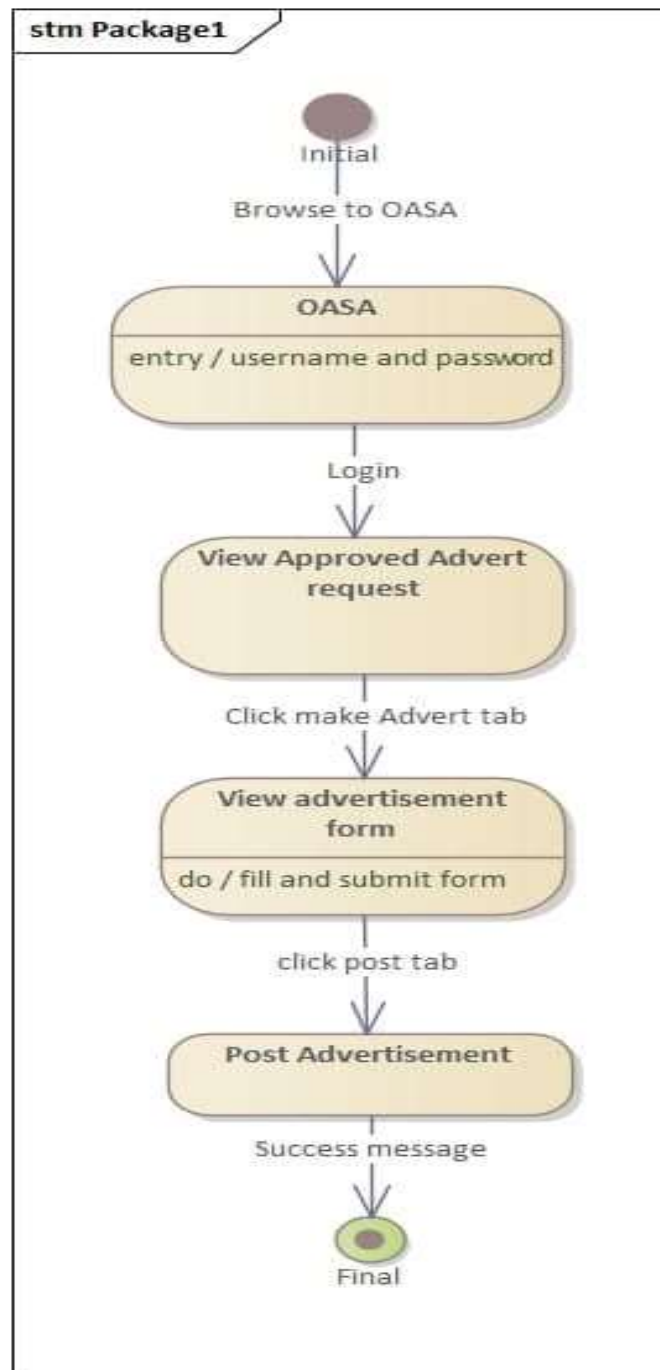 stm Package1
Initial
Browse to OASA
OASA
entry / username and password
Login
View Approved Advert
request
Click make Advert tab
View advertisement
form
do / fill and submit form
click post tab
Post Advertisement
Success message
Final